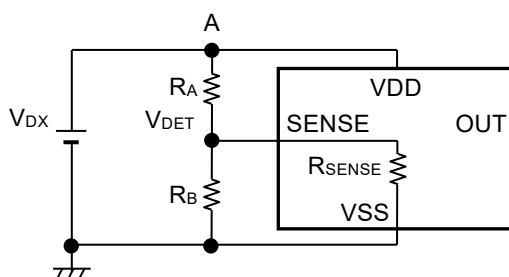 A
VDD
RA
VDX
VDET
SENSE
OUT
RSENSE
RB
VSS